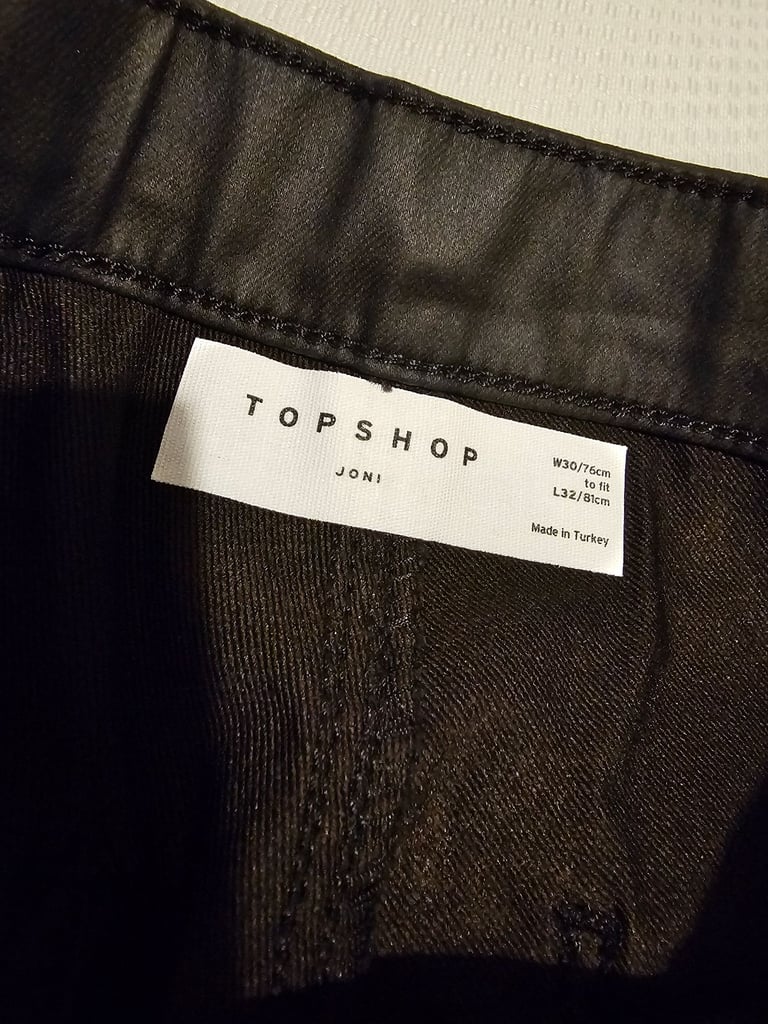 TOPSHOP
JONI
W30/76cm
to fit
L32/81cm
Made in Turkey